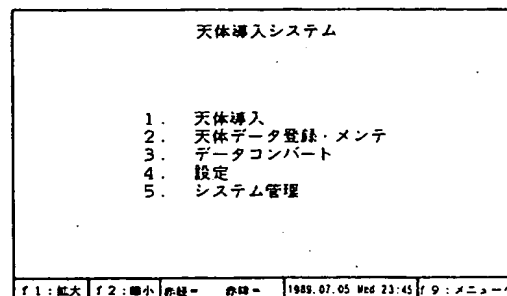 天体導入システム
1. 天体導入
2. 天体データ登録・メンテ
3. データコンバート
4. 設定
5. システム管理
f1:拡大 f2:縮小 赤経= 赤緯= 1989.07.05 Wed 23:45 f9:メニューへ